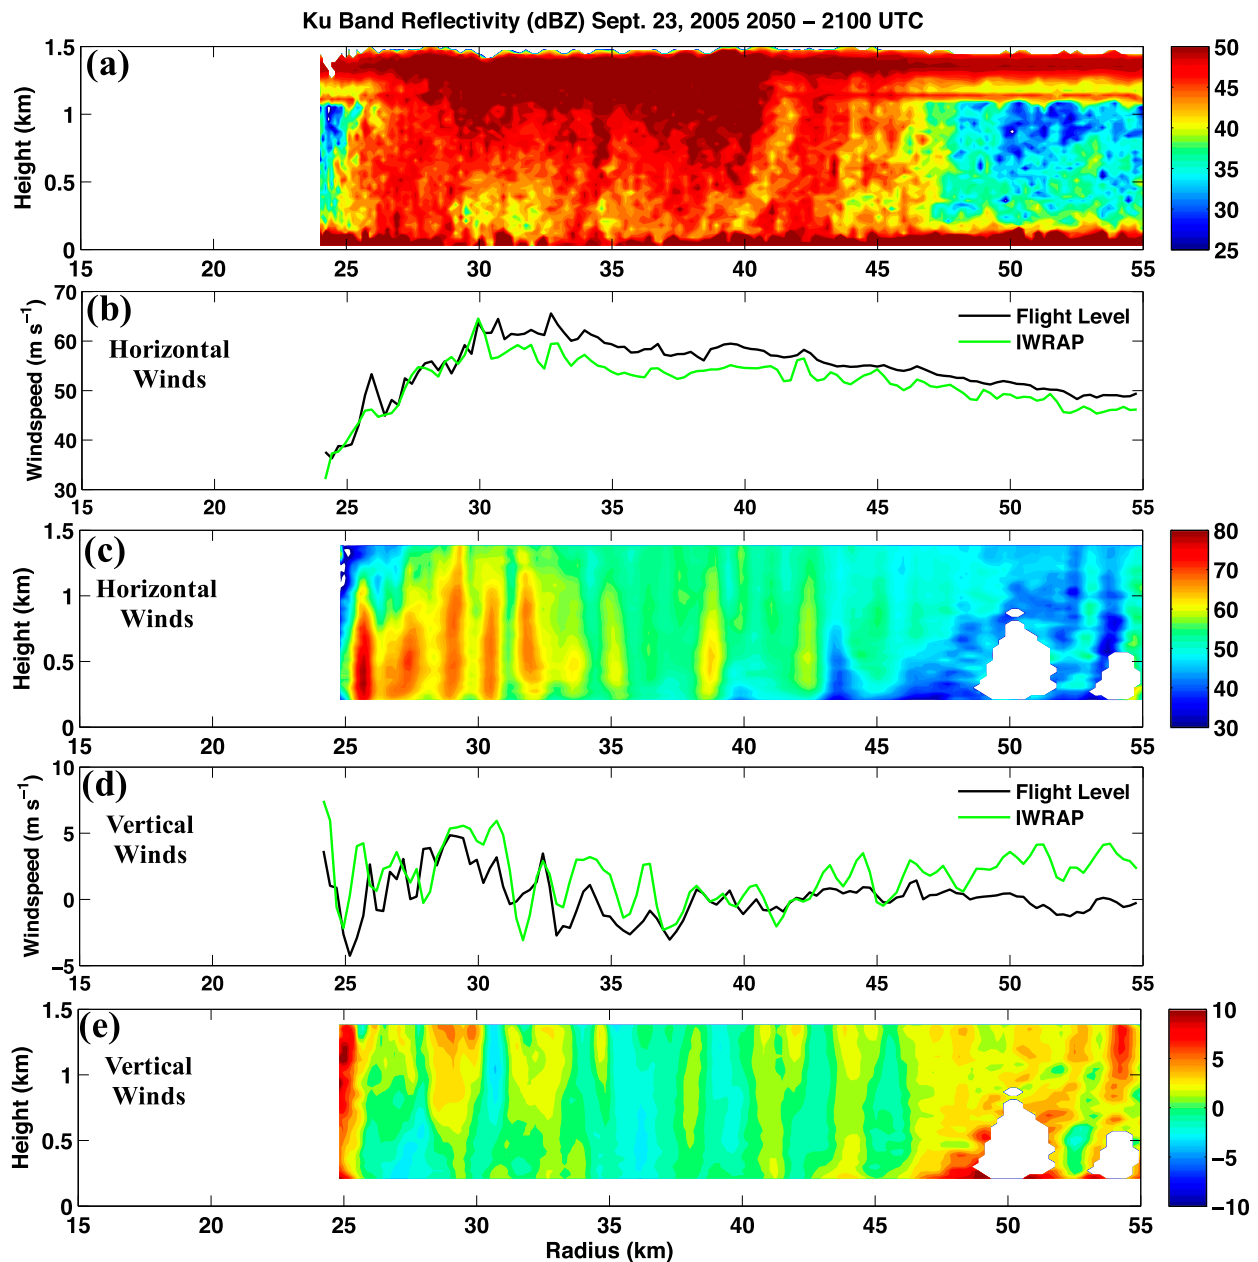 Ku Band Reflectivity (dBZ) Sept. 23, 2005 2050 – 2100 UTC
(a)
Height (km)
1.5
1
0.5
0
15 20 25 30 35 40 45 50 55
50
45
40
35
30
25
(b)
Horizontal
Winds
Windspeed (m s⁻¹)
70
60
50
40
30
Flight Level
IWRAP
15 20 25 30 35 40 45 50 55
(c)
Horizontal
Winds
Height (km)
1.5
1
0.5
0
15 20 25 30 35 40 45 50 55
80
70
60
50
40
30
(d)
Vertical
Winds
Windspeed (m s⁻¹)
10
5
0
−5
Flight Level
IWRAP
15 20 25 30 35 40 45 50 55
(e)
Vertical
Winds
Height (km)
1.5
1
0.5
0
15 20 25 30 35 40 45 50 55
10
5
0
−5
−10
Radius (km)